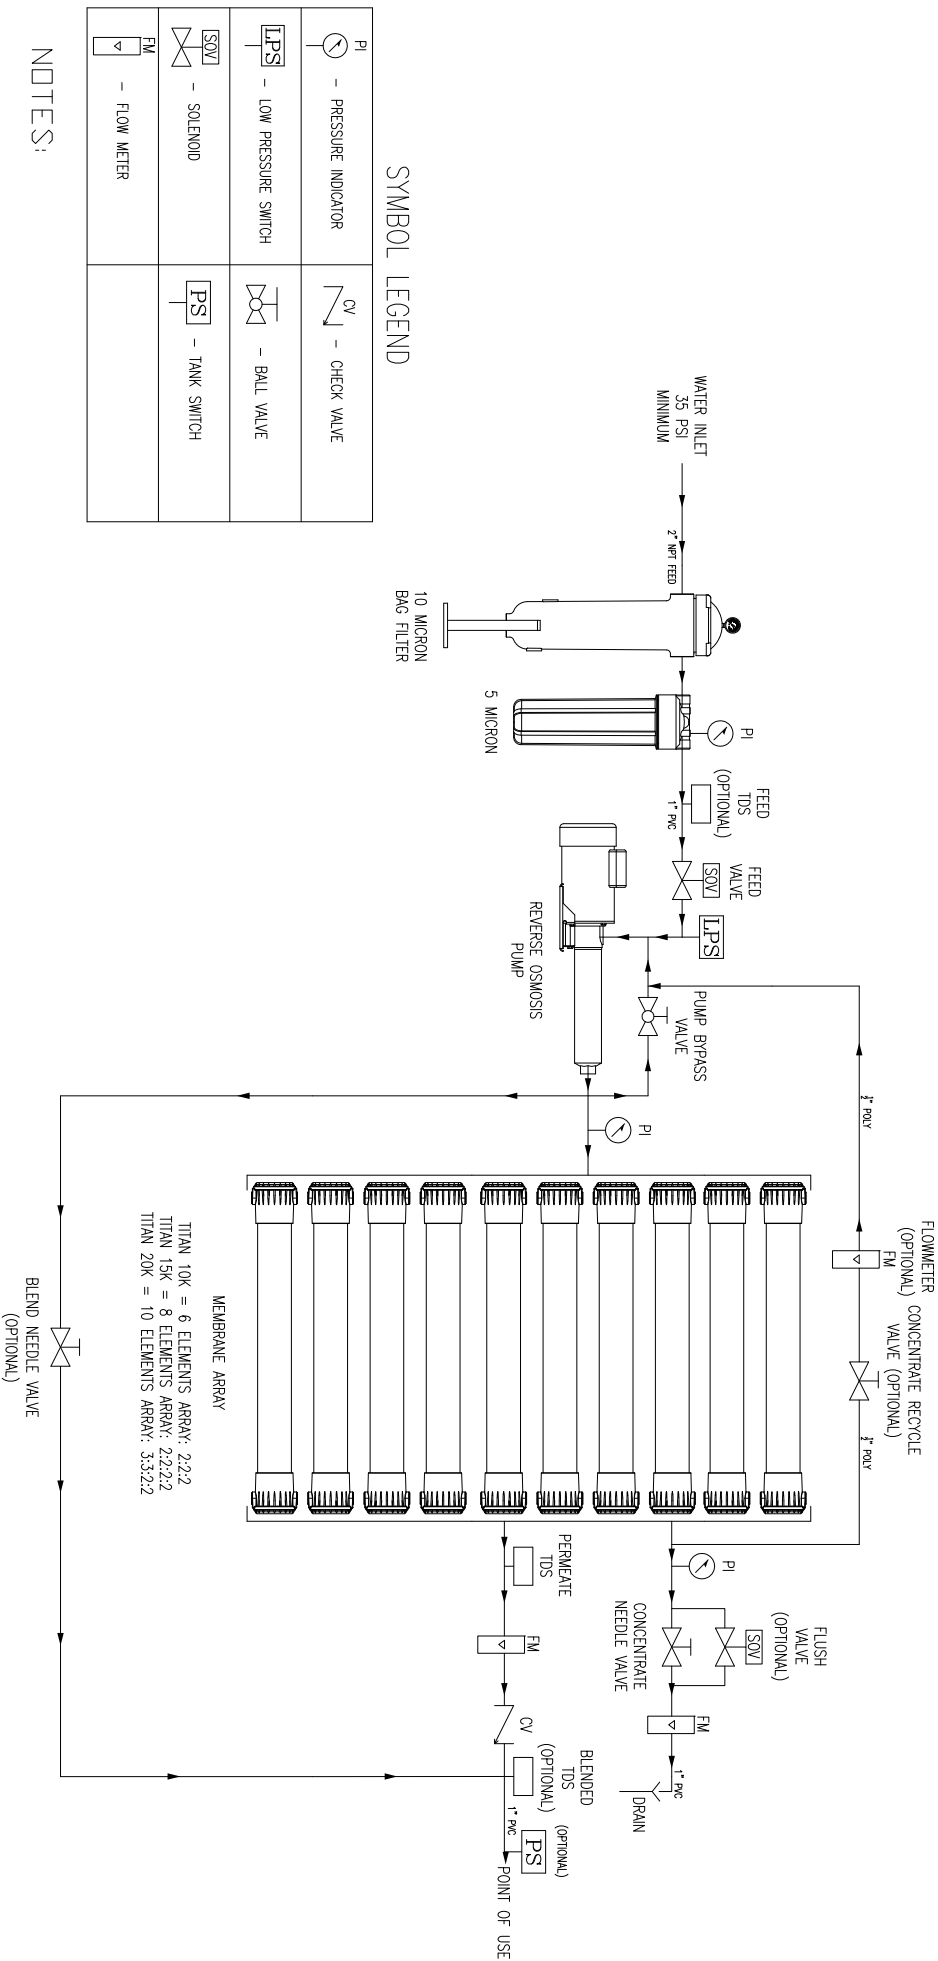 SYMBOL LEGEND
PI
- PRESSURE INDICATOR
CV
- CHECK VALVE
LPS
- LOW PRESSURE SWITCH
- BALL VALVE
SOV
- SOLENOID
PS
- TANK SWITCH
FM
- FLOW METER
NOTES:
WATER INLET
35 PSI
MINIMUM
2" NPT FEED
10 MICRON
BAG FILTER
5 MICRON
PI
FEED
TDS
(OPTIONAL)
1" PVC
FEED
VALVE
SOV
LPS
REVERSE OSMOSIS
PUMP
PUMP BYPASS
VALVE
PI
½" POLY
FLOWMETER
(OPTIONAL)
FM
CONCENTRATE RECYCLE
VALVE (OPTIONAL)
½" POLY
MEMBRANE ARRAY
TITAN 10K = 6 ELEMENTS ARRAY: 2:2:2
TITAN 15K = 8 ELEMENTS ARRAY: 2:2:2:2
TITAN 20K = 10 ELEMENTS ARRAY: 3:3:2:2
BLEND NEEDLE VALVE
(OPTIONAL)
PI
FLUSH
VALVE
(OPTIONAL)
SOV
CONCENTRATE
NEEDLE VALVE
FM
1" PVC
DRAIN
PERMEATE
TDS
FM
CV
BLENDED
TDS
(OPTIONAL)
1" PVC
(OPTIONAL)
PS
POINT OF USE